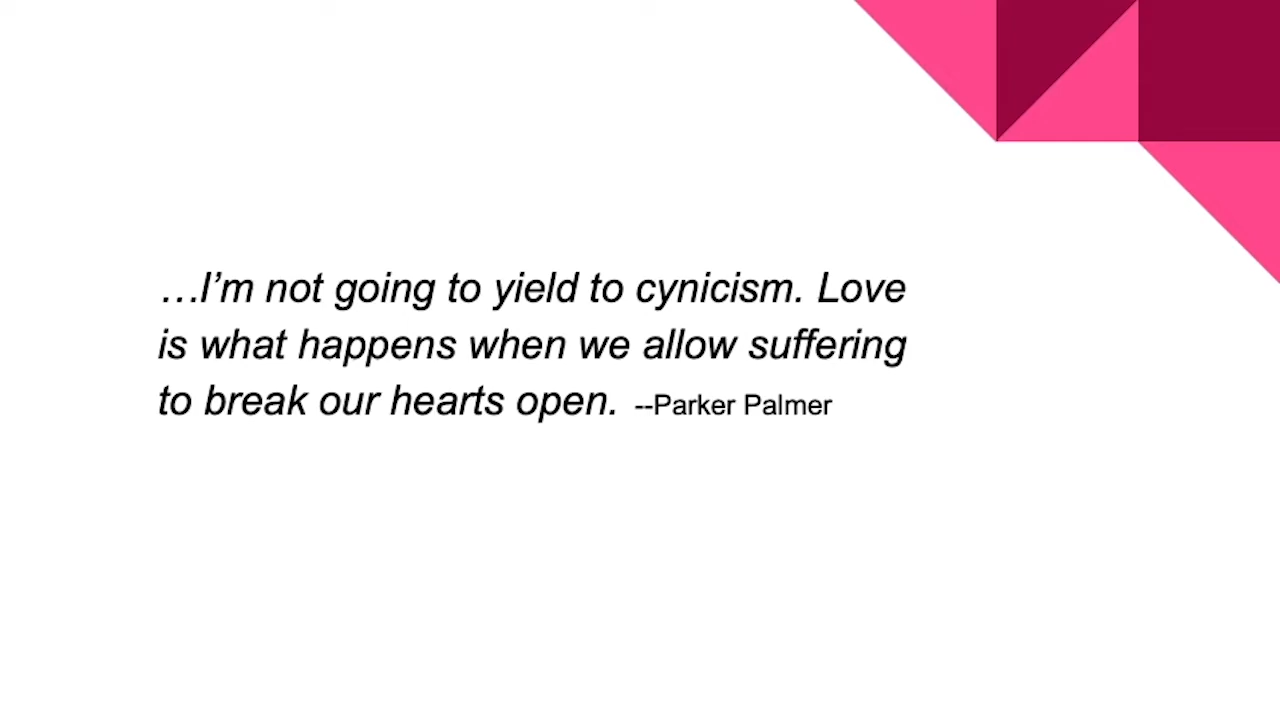 …I’m not going to yield to cynicism. Love
is what happens when we allow suffering
to break our hearts open. --Parker Palmer